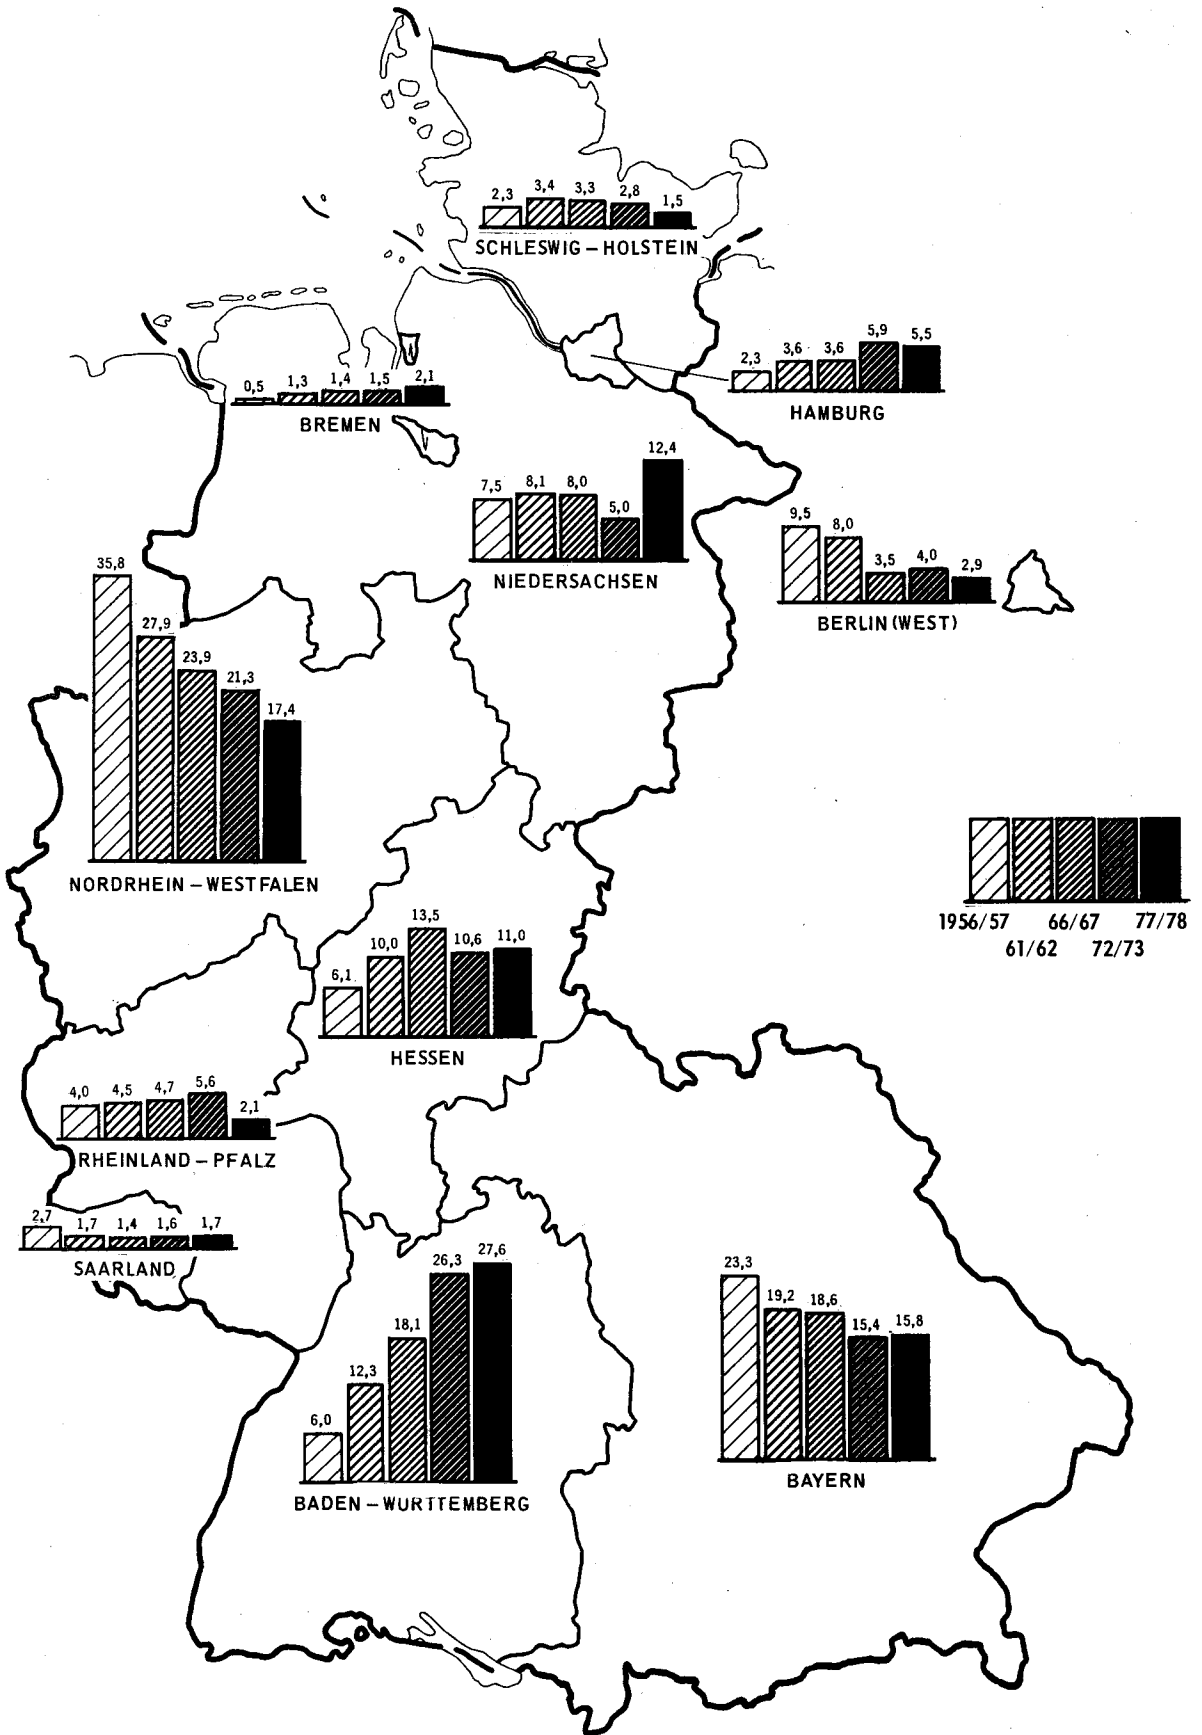 2,3 3,4 3,3 2,8 1,5
SCHLESWIG – HOLSTEIN
2,3 3,6 3,6 5,9 5,5
HAMBURG
0,5 1,3 1,4 1,5 2,1
BREMEN
7,5 8,1 8,0 5,0 12,4
NIEDERSACHSEN
9,5 8,0 3,5 4,0 2,9
BERLIN (WEST)
35,8 27,9 23,9 21,3 17,4
NORDRHEIN – WESTFALEN
1956/57 66/67 77/78
61/62 72/73
6,1 10,0 13,5 10,6 11,0
HESSEN
4,0 4,5 4,7 5,6 2,1
RHEINLAND – PFALZ
2,7 1,7 1,4 1,6 1,7
SAARLAND
6,0 12,3 18,1 26,3 27,6
BADEN – WURTTEMBERG
23,3 19,2 18,6 15,4 15,8
BAYERN